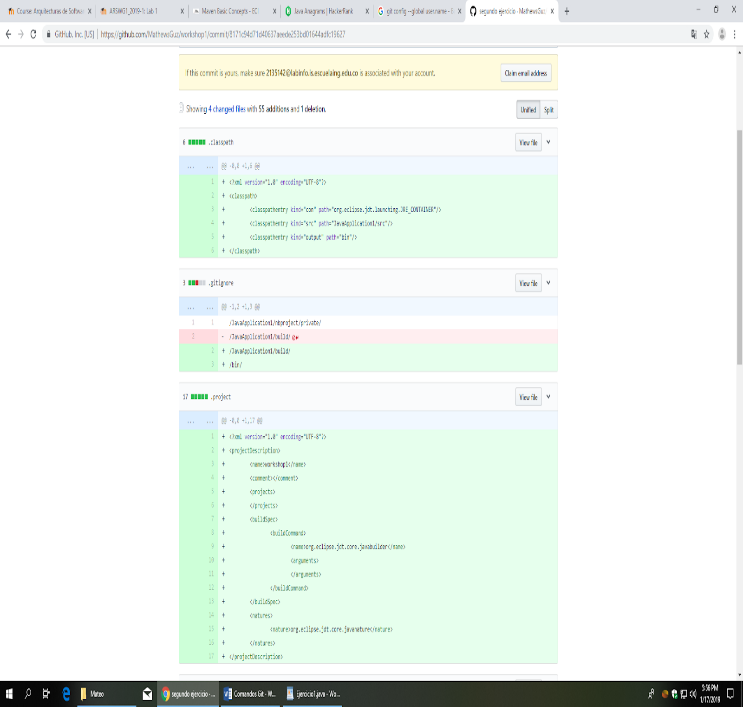 Course: Arquitecturas de Softwar
ARSW01_2019-1: Lab 1
Maven Basic Concepts - ECI
Java Anagrams | HackerRank
git config --global username - B
segundo ejercicio · MathewsGuz
GitHub, Inc. [US] | https://github.com/MathewsGuz/workshop1/commit/
If this commit is yours, make sure 2135142@labinfo.is.escuelaing.edu.co is associated with your account.
Claim email address
Showing 4 changed files with 55 additions and 1 deletion.
Unified Split
6 .classpath View file
... ... @@ -0,0 +1,6 @@
1 + <?xml version="1.0" encoding="UTF-8"?>
2 + <classpath>
3 + <classpathentry kind="con" path="org.eclipse.jdt.launching.JRE_CONTAINER"/>
4 + <classpathentry kind="src" path="JavaApplication1/src"/>
5 + <classpathentry kind="output" path="bin"/>
6 + </classpath>
3 .gitignore View file
... ... @@ -1,2 +1,3 @@
1 1 /JavaApplication1/nbproject/private/
2 - /JavaApplication1/build/
2 + /JavaApplication1/build/
3 + /bin/
17 .project View file
... ... @@ -0,0 +1,17 @@
1 + <?xml version="1.0" encoding="UTF-8"?>
2 + <projectDescription>
3 + <name>workshop1</name>
4 + <comment></comment>
5 + <projects>
6 + </projects>
7 + <buildSpec>
8 + <buildCommand>
9 + <name>org.eclipse.jdt.core.javabuilder</name>
10 + <arguments>
11 + </arguments>
12 + </buildCommand>
13 + </buildSpec>
14 + <natures>
15 + <nature>org.eclipse.jdt.core.javanature</nature>
16 + </natures>
17 + </projectDescription>
Mateo
segundo ejercicio · ...
Comandos Git - W...
Ejercicio1.java - Wo...
5:36 PM
1/17/2019